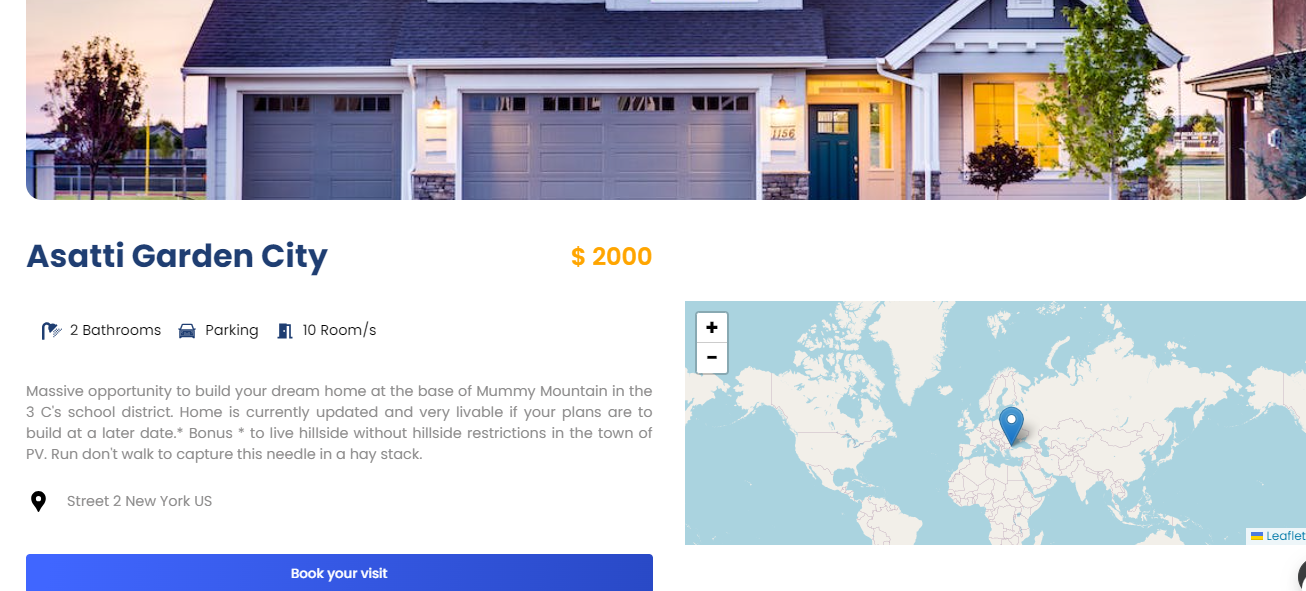 1156
Asatti Garden City
$ 2000
2 Bathrooms Parking 10 Room/s
Massive opportunity to build your dream home at the base of Mummy Mountain in the
3 C's school district. Home is currently updated and very livable if your plans are to
build at a later date.* Bonus * to live hillside without hillside restrictions in the town of
PV. Run don't walk to capture this needle in a hay stack.
Street 2 New York US
Book your visit
+
−
Leaflet